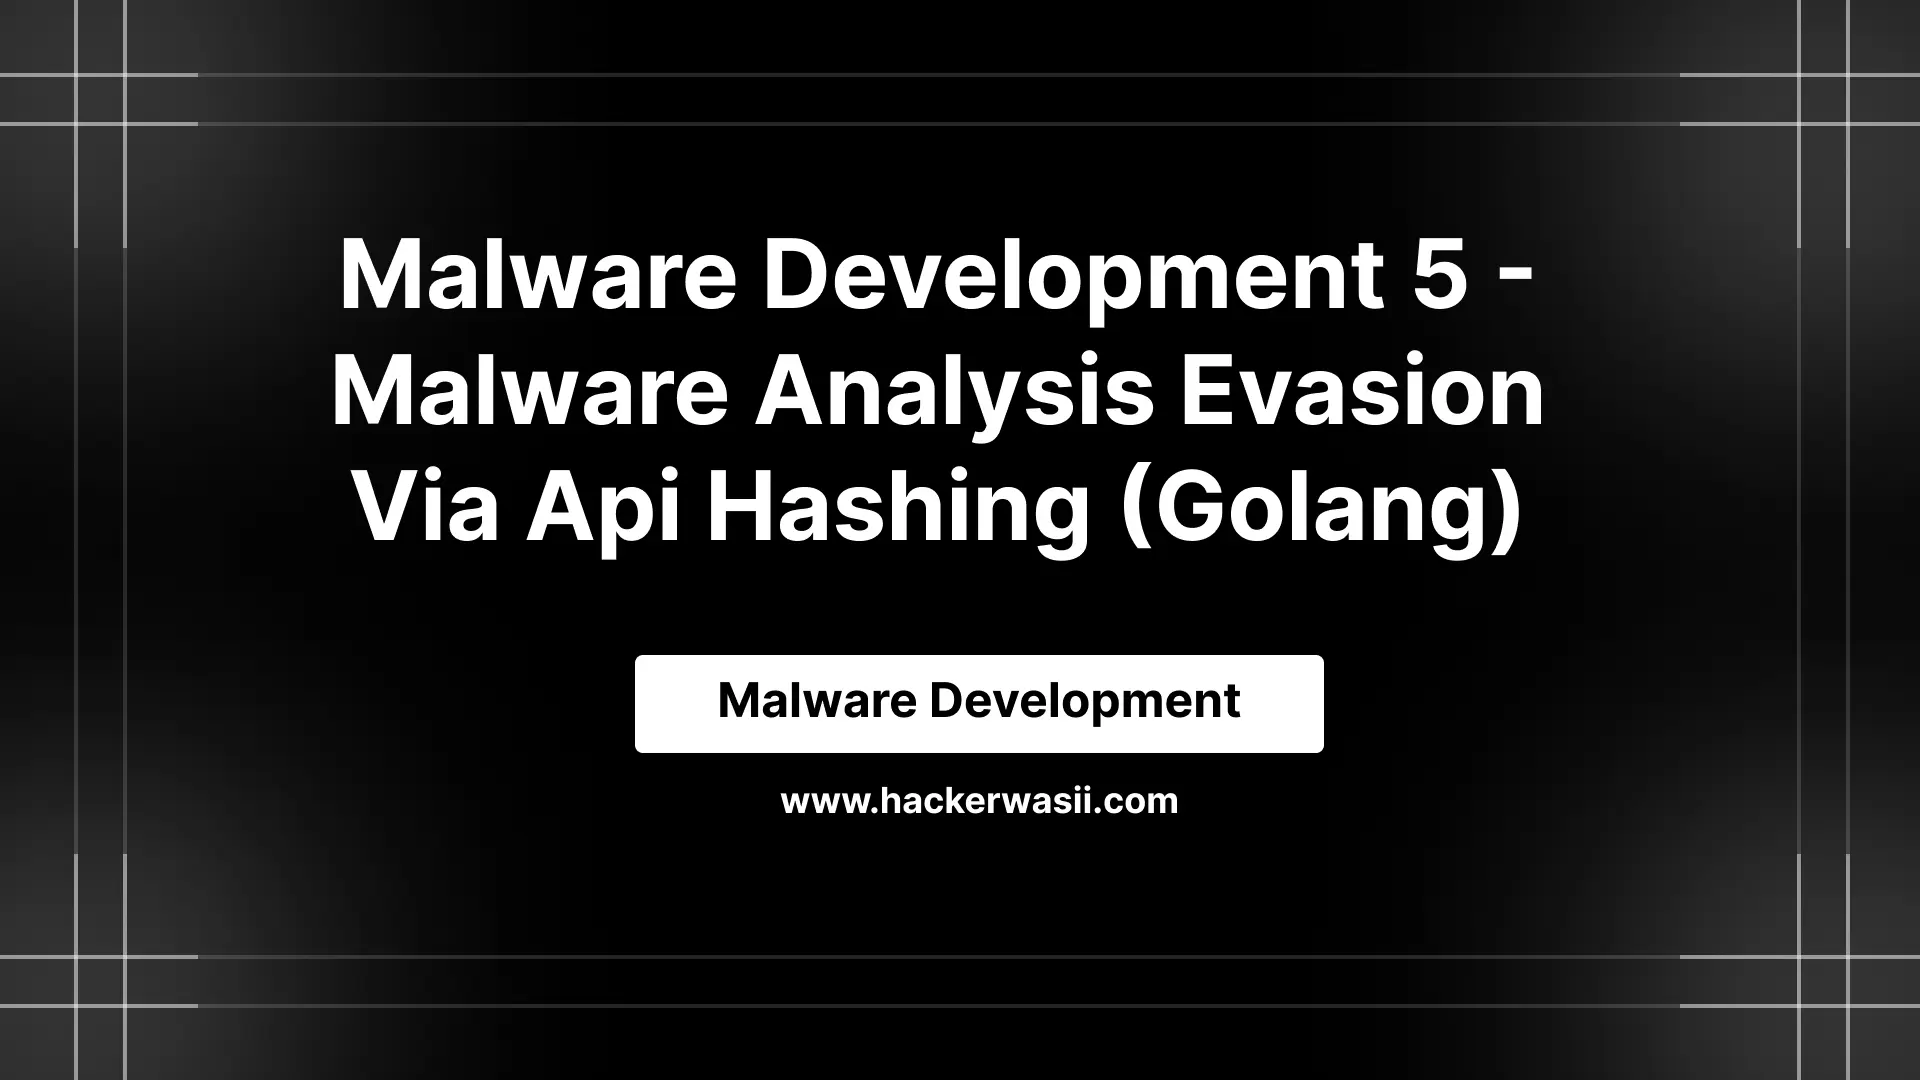 Malware Development 5 -
Malware Analysis Evasion
Via Api Hashing (Golang)
Malware Development
www.hackerwasii.com